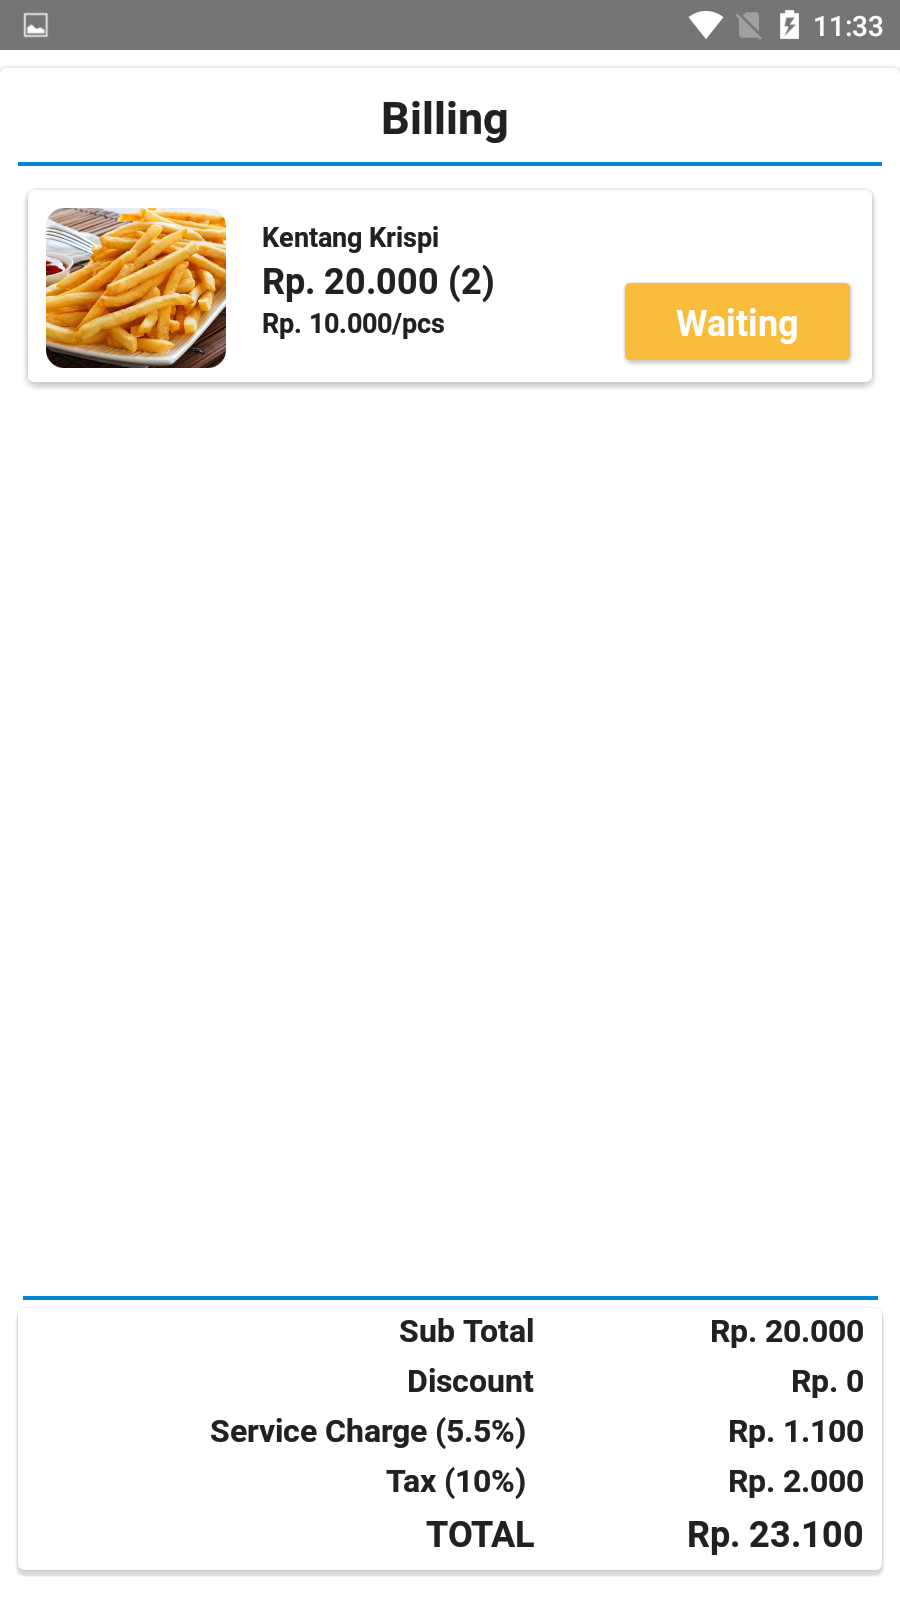 11:33
Billing
Kentang Krispi
Rp. 20.000 (2)
Rp. 10.000/pcs
Waiting
Sub Total Rp. 20.000
Discount Rp. 0
Service Charge (5.5%) Rp. 1.100
Tax (10%) Rp. 2.000
TOTAL Rp. 23.100